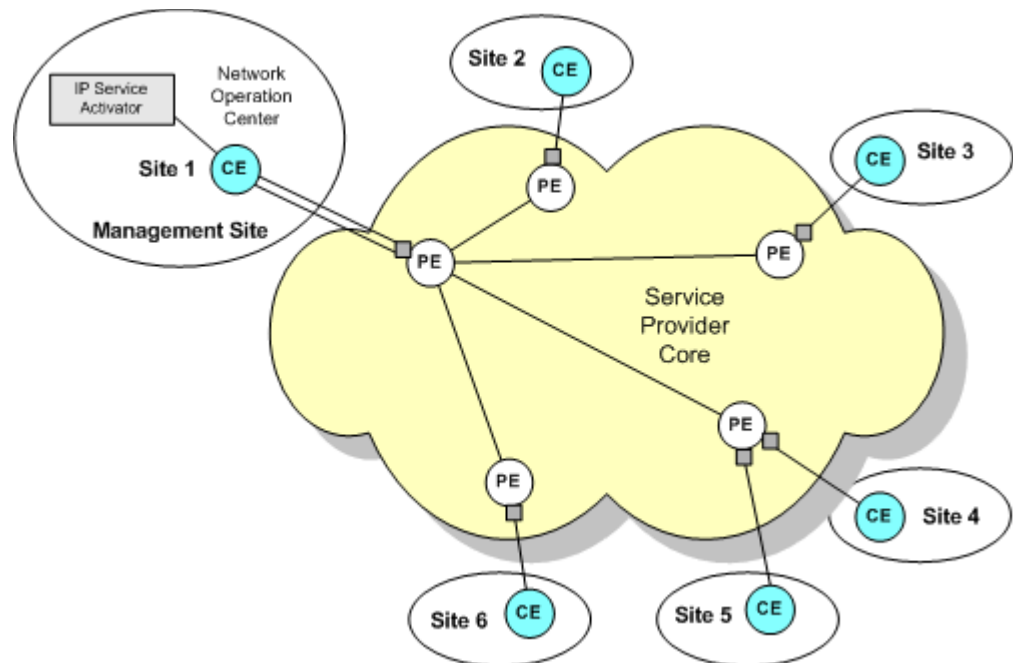 IP Service
Activator
Network
Operation
Center
Site 1
CE
Management Site
Site 2
CE
CE
Site 3
PE
PE
PE
Service
Provider
Core
PE
PE
CE
Site 4
Site 6
CE
Site 5
CE